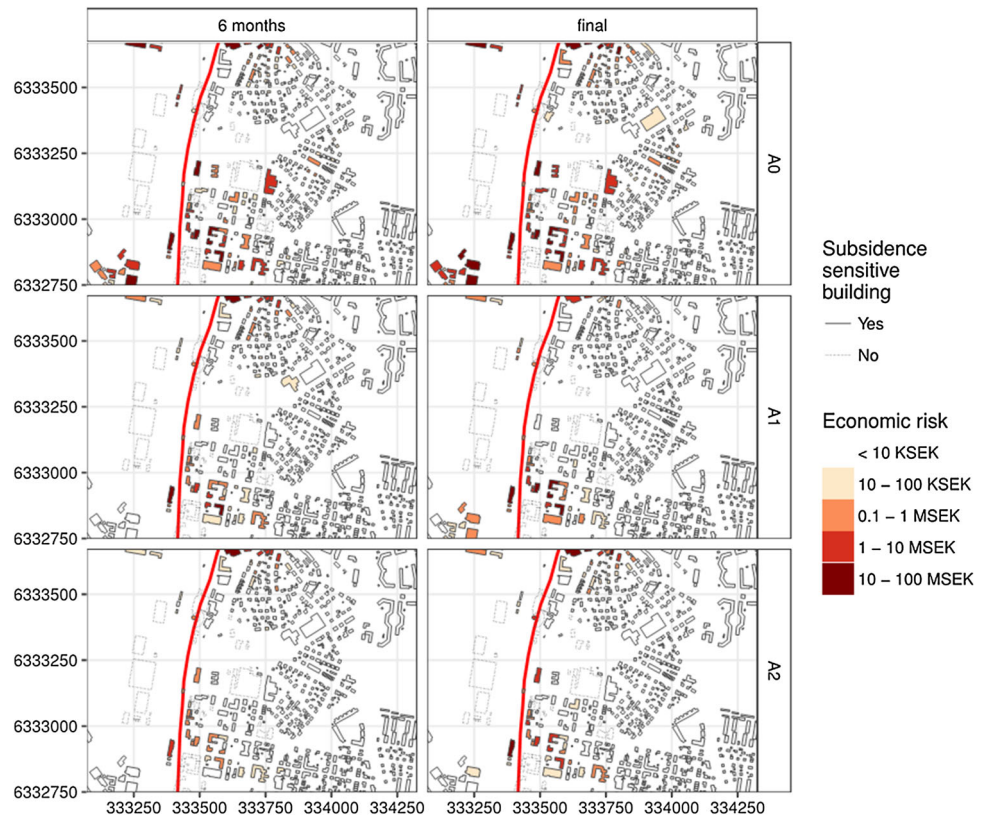 6 months
final
6333500
6333250
6333000
6332750
A0
6333500
6333250
6333000
6332750
A1
6333500
6333250
6333000
6332750
A2
333250 333500 333750 334000 334250
333250 333500 333750 334000 334250
Subsidence
sensitive
building
Yes
No
Economic risk
< 10 KSEK
10 – 100 KSEK
0.1 – 1 MSEK
1 – 10 MSEK
10 – 100 MSEK